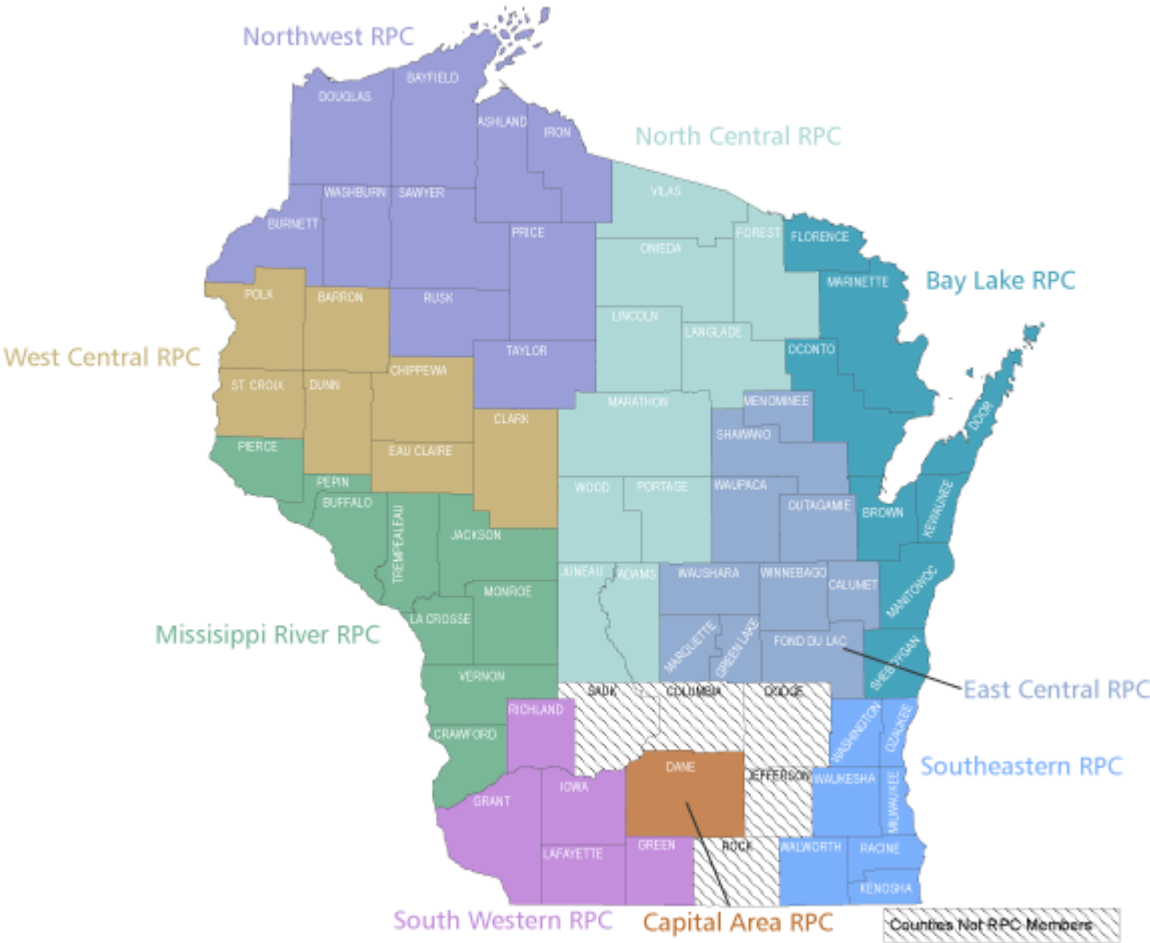 Northwest RPC
BAYFIELD
DOUGLAS
ASHLAND
IRON
North Central RPC
VILAS
WASHBURN
SAWYER
BURNETT
PRICE
FOREST
FLORENCE
ONIEDA
MARINETTE
Bay Lake RPC
POLK
BARRON
RUSK
LINCOLN
LANGLADE
OCONTO
West Central RPC
TAYLOR
CHIPPEWA
ST. CROIX
DUNN
MARATHON
MENOMINEE
CLARK
DOOR
SHAWANO
PIERCE
EAU CLAIRE
PEPIN
WOOD
PORTAGE
WAUPACA
BUFFALO
OUTAGAMIE
BROWN
KEWAUNEE
TREMPEALEAU
JACKSON
JUNEAU
ADAMS
WAUSHARA
WINNEBAGO
CALUMET
MONROE
MANITOWOC
LA CROSSE
Missisippi River RPC
MARQUETTE
GREEN LAKE
FOND DU LAC
SHEBOYGAN
VERNON
East Central RPC
SAUK
COLUMBIA
DODGE
RICHLAND
CRAWFORD
WASHINGTON
OZAUKEE
DANE
JEFFERSON
WAUKESHA
Southeastern RPC
GRANT
IOWA
MILWAUKEE
LAFAYETTE
GREEN
ROCK
WALWORTH
RACINE
KENOSHA
South Western RPC
Capital Area RPC
Counties Not RPC Members